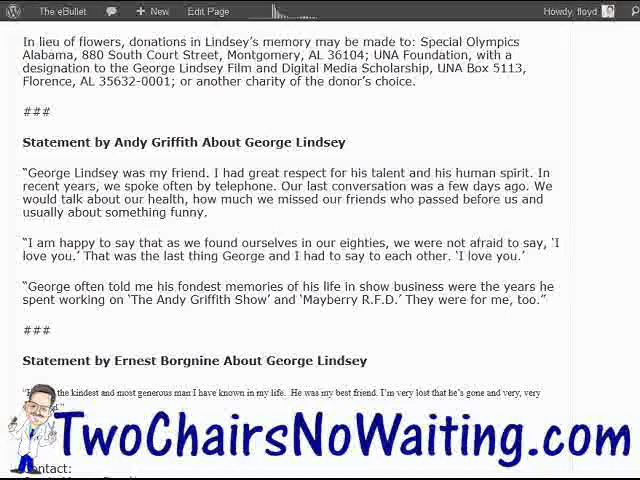 The eBullet + New Edit Page Howdy, floyd
In lieu of flowers, donations in Lindsey's memory may be made to: Special Olympics
Alabama, 880 South Court Street, Montgomery, AL 36104; UNA Foundation, with a
designation to the George Lindsey Film and Digital Media Scholarship, UNA Box 5113,
Florence, AL 35632-0001; or another charity of the donor's choice.
###
Statement by Andy Griffith About George Lindsey
“George Lindsey was my friend. I had great respect for his talent and his human spirit. In
recent years, we spoke often by telephone. Our last conversation was a few days ago. We
would talk about our health, how much we missed our friends who passed before us and
usually about something funny.
“I am happy to say that as we found ourselves in our eighties, we were not afraid to say, ‘I
love you.’ That was the last thing George and I had to say to each other. ‘I love you.’
“George often told me his fondest memories of his life in show business were the years he
spent working on ‘The Andy Griffith Show’ and ‘Mayberry R.F.D.’ They were for me, too.”
###
Statement by Ernest Borgnine About George Lindsey
the kindest and most generous man I have known in my life. He was my best friend. I'm very lost that he's gone and very, very
TwoChairsNoWaiting.com